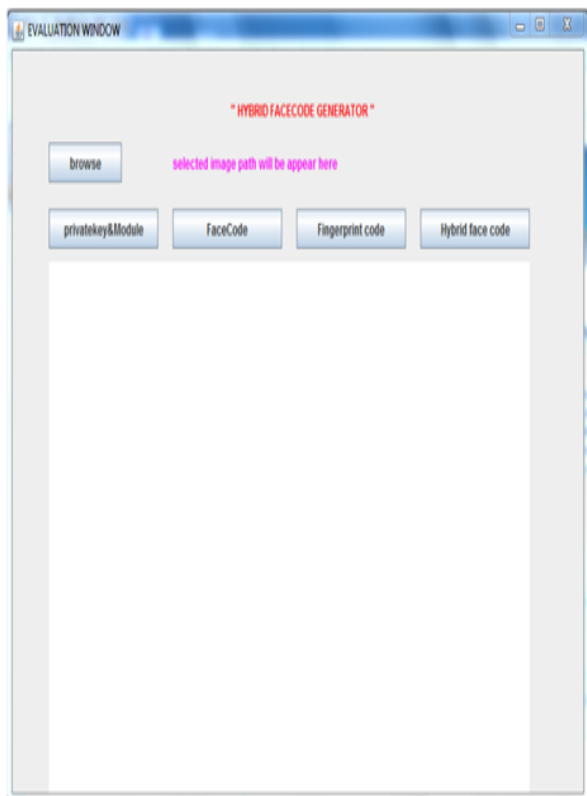 EVALUATION WINDOW
" HYBRID FACECODE GENERATOR "
browse selected image path will be appear here
privatekey&Module FaceCode Fingerprint code Hybrid face code